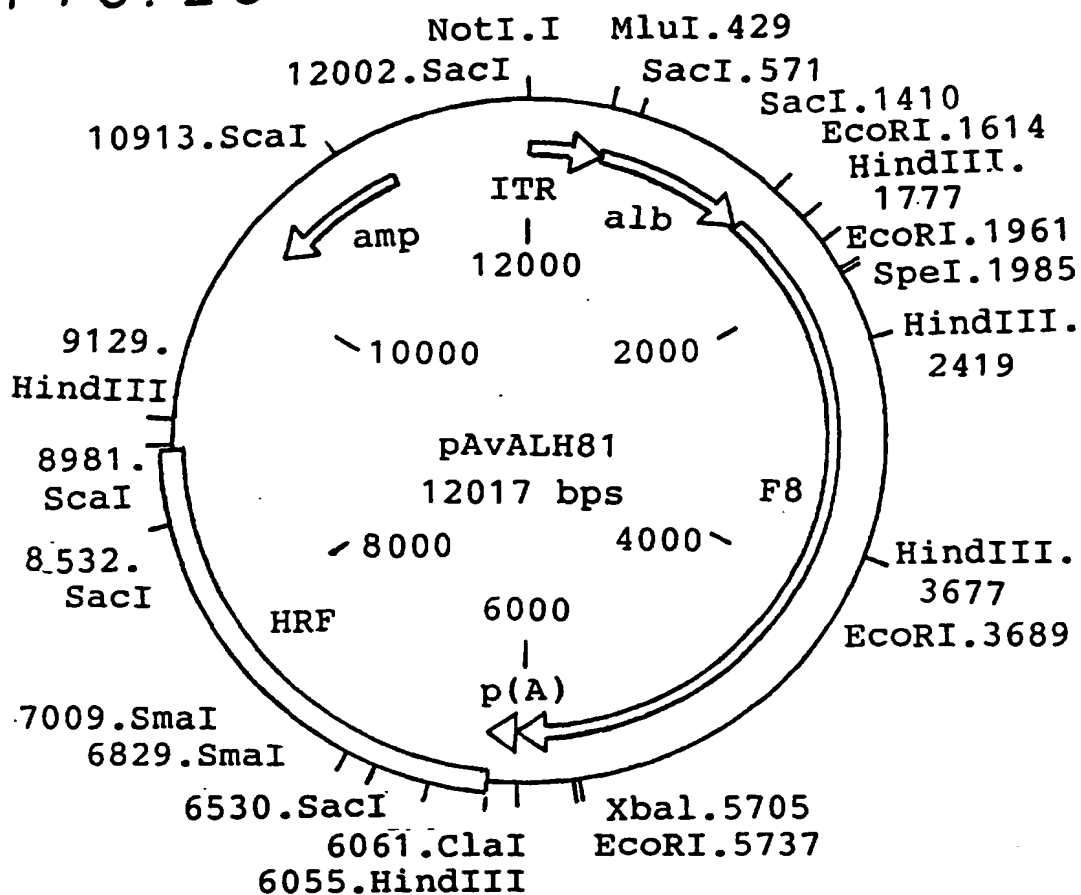 NotI.I MluI.429
12002.SacI SacI.571
SacI.1410
10913.ScaI EcoRI.1614
HindIII.
1777
ITR
alb
amp
EcoRI.1961
12000
SpeI.1985
9129.
HindIII
10000
2000
HindIII.
2419
pAvALH81
12017 bps
8981.
ScaI
F8
8532.
SacI
8000
4000
HindIII.
3677
EcoRI.3689
HRF
6000
p(A)
7009.SmaI
6829.SmaI
6530.SacI
Xbal.5705
6061.ClaI
EcoRI.5737
6055.HindIII